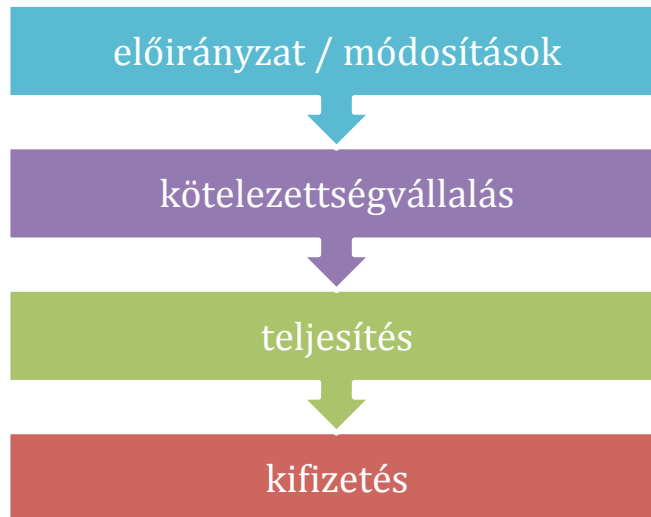 előirányzat / módosítások
kötelezettségvállalás
teljesítés
kifizetés